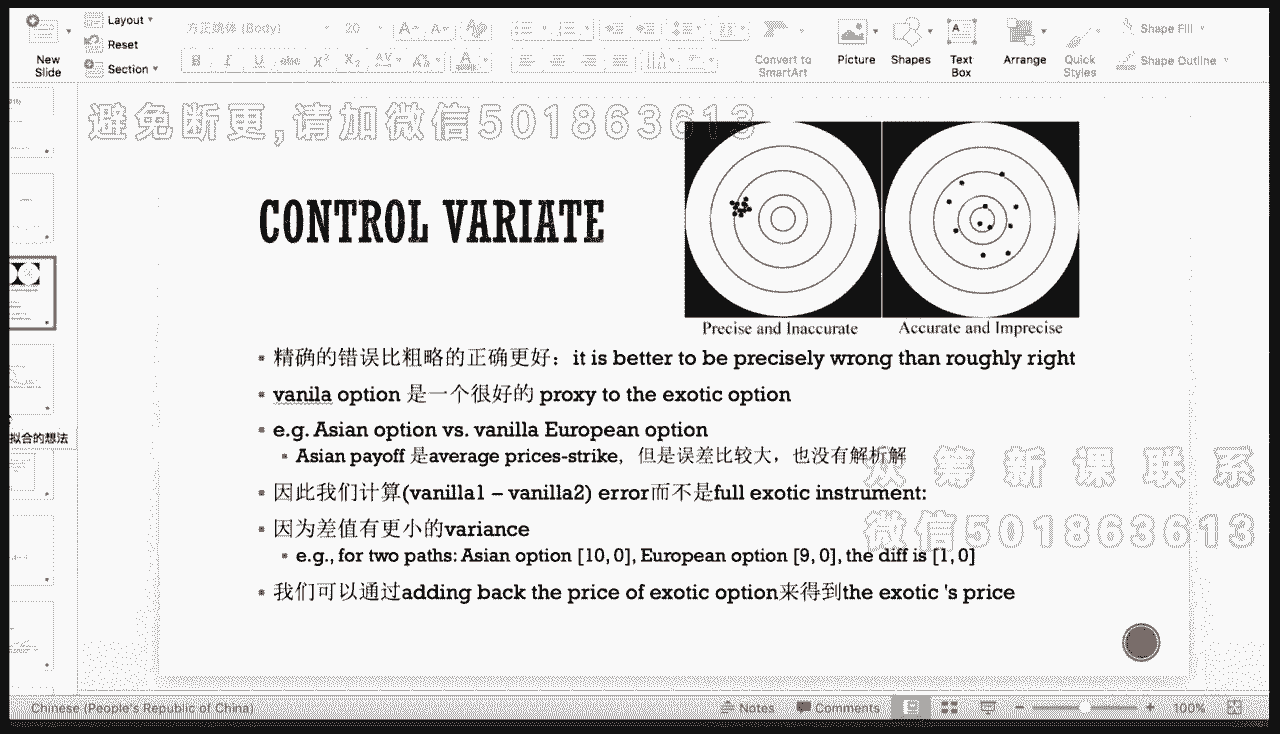 Layout
Reset
Section
New Slide
方正姚体 (Body)
20
Convert to SmartArt
Picture
Shapes
Text Box
Arrange
Quick Styles
Shape Fill
Shape Outline
避免断更,请加微信501863613
CONTROL VARIATE
Precise and Inaccurate
Accurate and Imprecise
精确的错误比粗略的正确更好：it is better to be precisely wrong than roughly right
vanila option 是一个很好的 proxy to the exotic option
e.g. Asian option vs. vanilla European option
Asian payoff 是average prices-strike，但是误差比较大，也没有解析解
因此我们计算(vanilla1 – vanilla2) error而不是full exotic instrument:
因为差值有更小的variance
e.g., for two paths: Asian option [10, 0], European option [9, 0], the diff is [1, 0]
我们可以通过adding back the price of exotic option来得到the exotic 's price
拟合的想法
众筹新课联系
微信501863613
Chinese (People's Republic of China)
Notes
Comments
100%